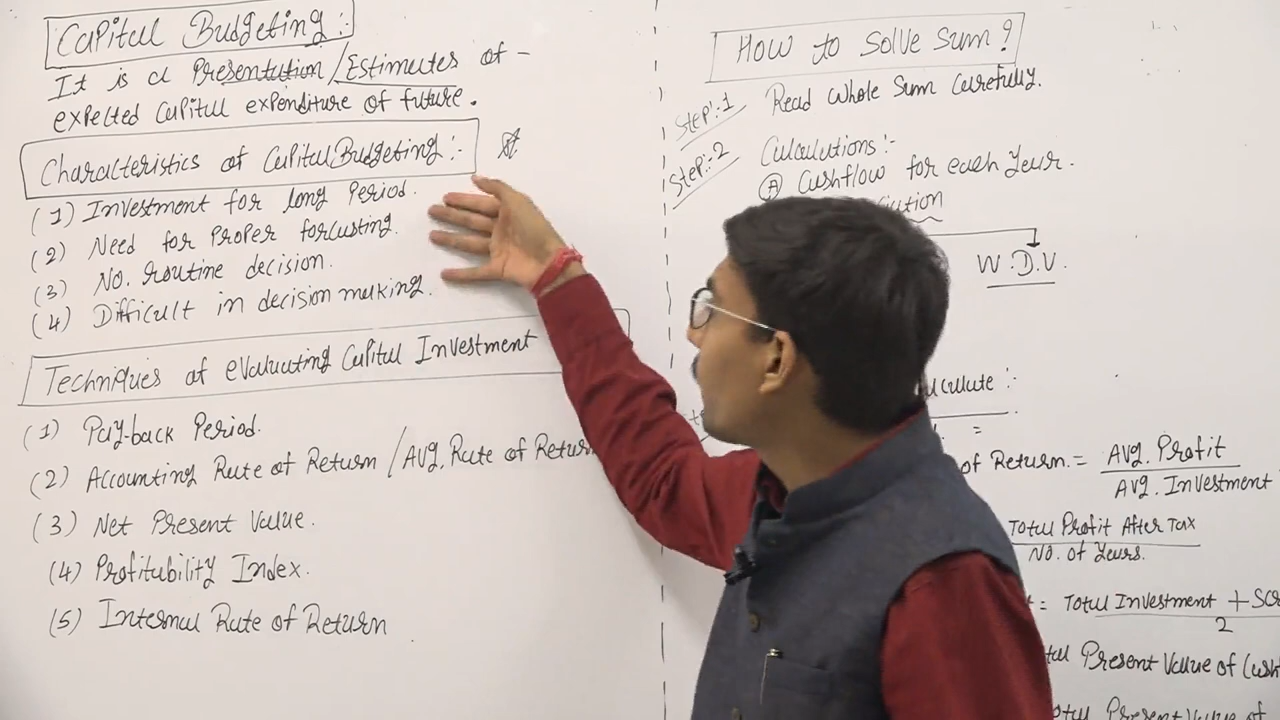 Capital Budgeting:-
It is a Presentation/Estimates of -
expected capital expenditure of future.
Characteristics of Capital Budgeting:-
(1) Investment for long Period.
(2) Need for Proper forcasting.
(3) No. routine decision.
(4) Difficult in decision making.
Techniques of evaluating Capital Investment
(1) Pay-back Period.
(2) Accounting Rate of Return / Avg. Rate of Return
(3) Net Present Value.
(4) Profitability Index.
(5) Internal Rate of Return
How to solve sum?
Step:-1 Read whole Sum Carefully.
Step:-2 Calculations:-
(A) Cashflow for each year.
W.D.V.
of Return. = Avg. Profit
Avg. Investment
Total Profit After Tax
No. of Years.
= Total Investment +
2
Present Value of
Present Value of